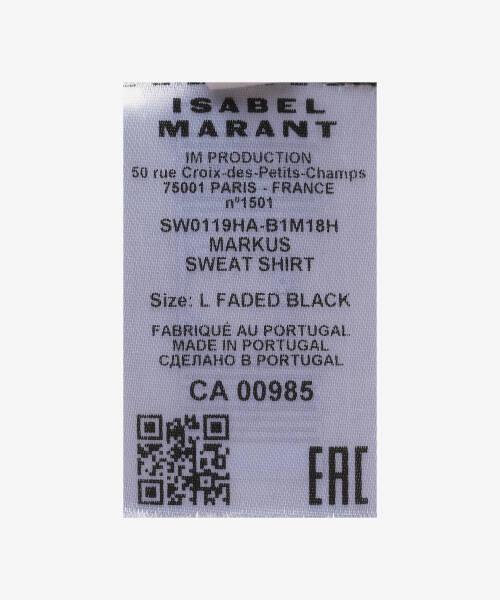 ISABEL
MARANT
IM PRODUCTION
50 rue Croix-des-Petits-Champs
75001 PARIS - FRANCE
n°1501
SW0119HA-B1M18H
MARKUS
SWEAT SHIRT
Size: L FADED BLACK
FABRIQUÉ AU PORTUGAL
MADE IN PORTUGAL
СДЕЛАНО В PORTUGAL
CA 00985
EAC